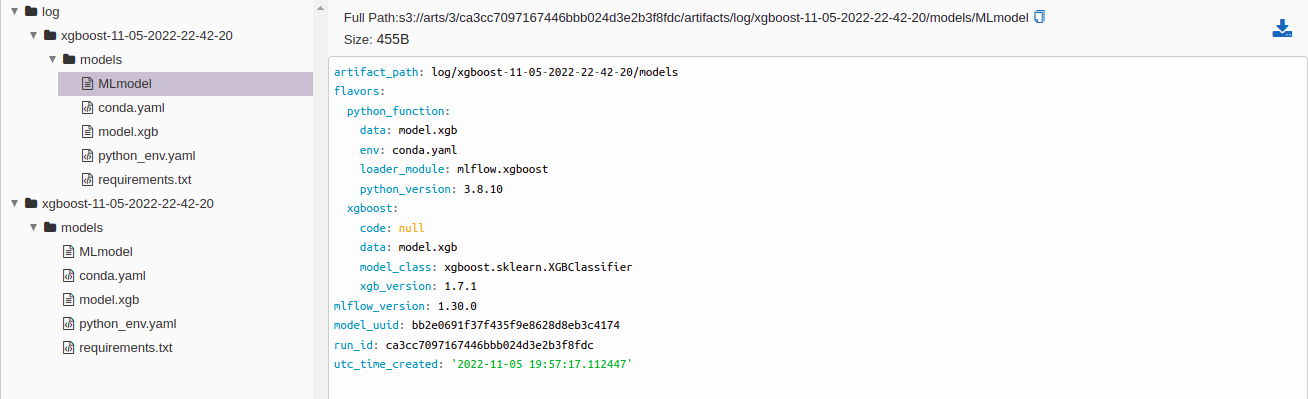 log
xgboost-11-05-2022-22-42-20
models
MLmodel
conda.yaml
model.xgb
python_env.yaml
requirements.txt
xgboost-11-05-2022-22-42-20
models
MLmodel
conda.yaml
model.xgb
python_env.yaml
requirements.txt
Full Path:s3://arts/3/ca3cc7097167446bbb024d3e2b3f8fdc/artifacts/log/xgboost-11-05-2022-22-42-20/models/MLmodel
Size: 455B
artifact_path: log/xgboost-11-05-2022-22-42-20/models
flavors:
python_function:
data: model.xgb
env: conda.yaml
loader_module: mlflow.xgboost
python_version: 3.8.10
xgboost:
code: null
data: model.xgb
model_class: xgboost.sklearn.XGBClassifier
xgb_version: 1.7.1
mlflow_version: 1.30.0
model_uuid: bb2e0691f37f435f9e8628d8eb3c4174
run_id: ca3cc7097167446bbb024d3e2b3f8fdc
utc_time_created: '2022-11-05 19:57:17.112447'